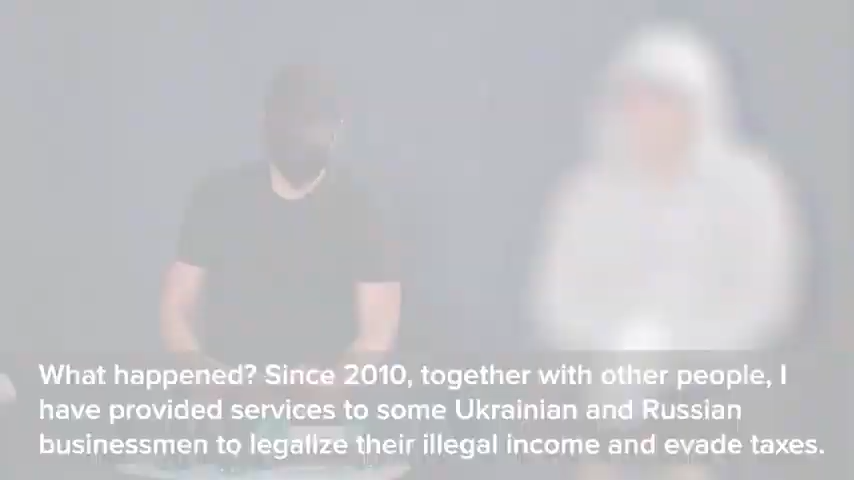 What happened? Since 2010, together with other people, I
have provided services to some Ukrainian and Russian
businessmen to legalize their illegal income and evade taxes.